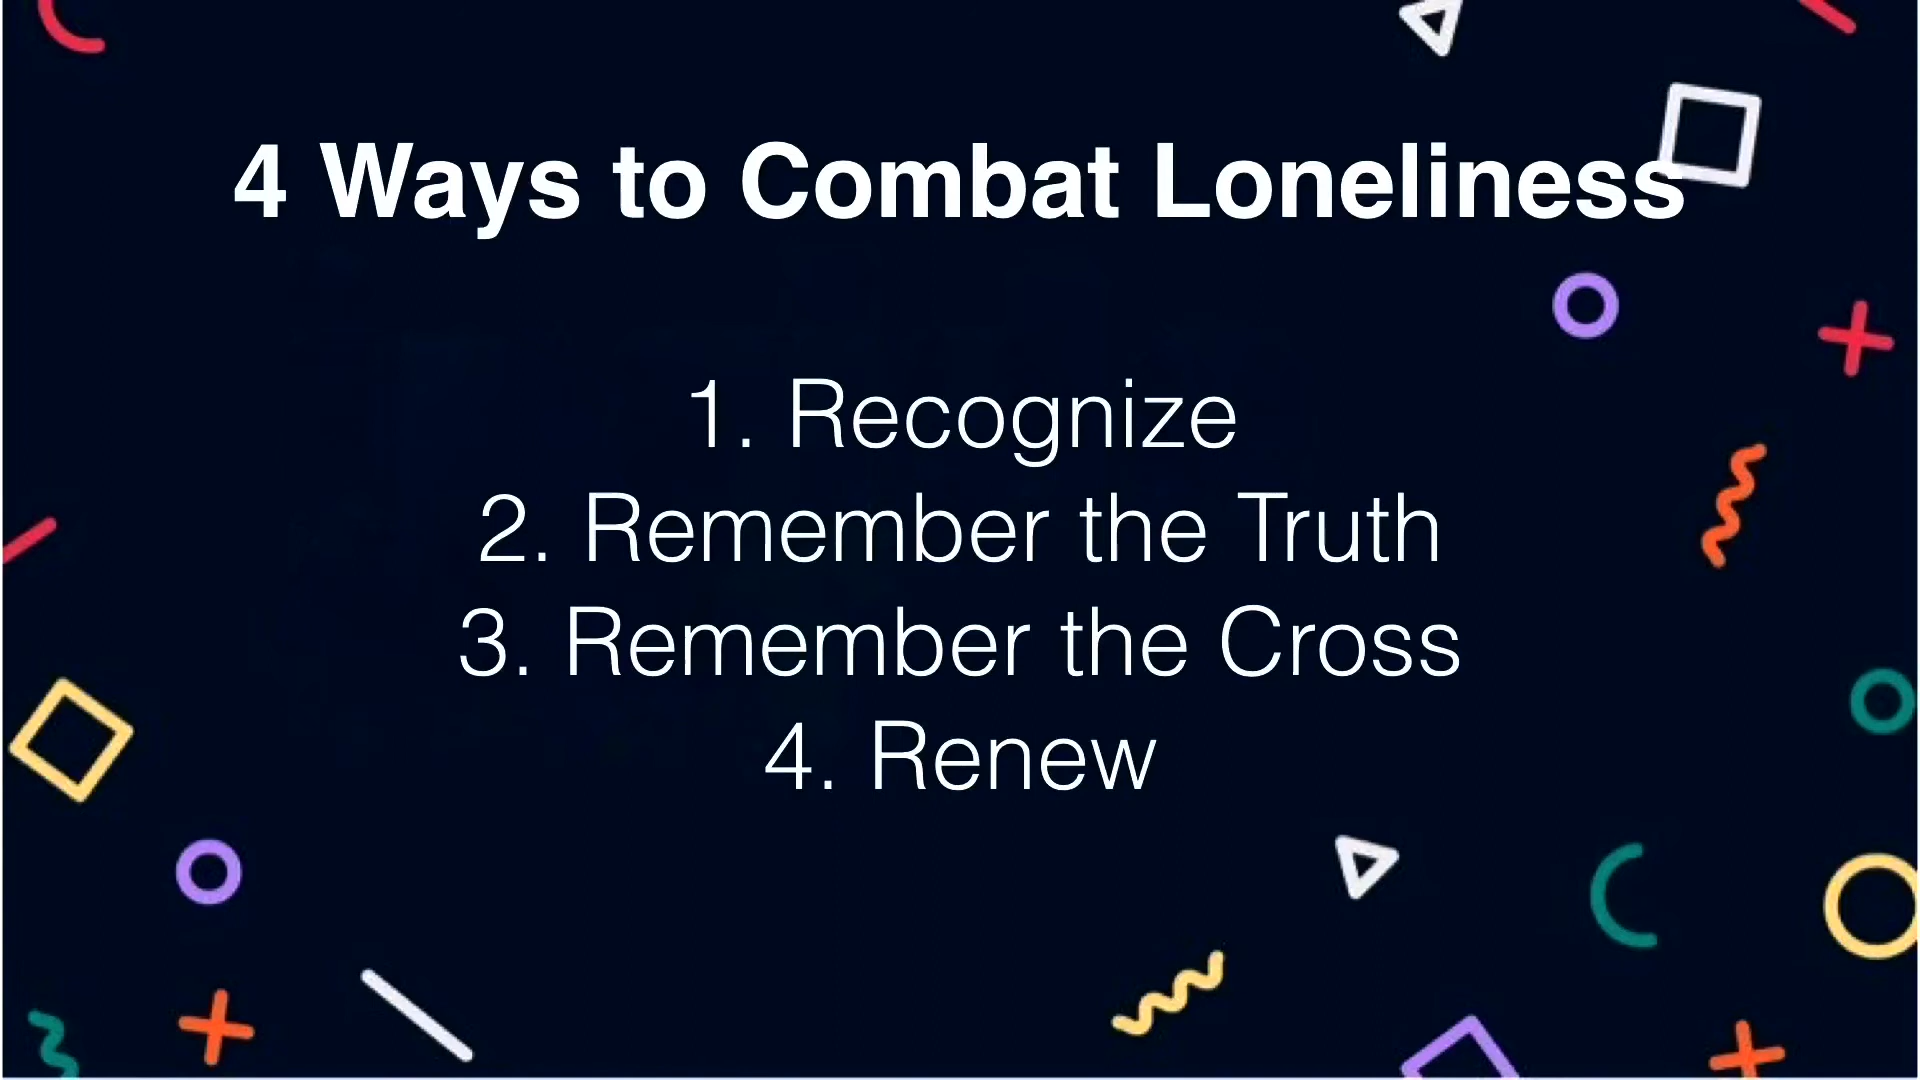 4 Ways to Combat Loneliness
1. Recognize
2. Remember the Truth
3. Remember the Cross
4. Renew